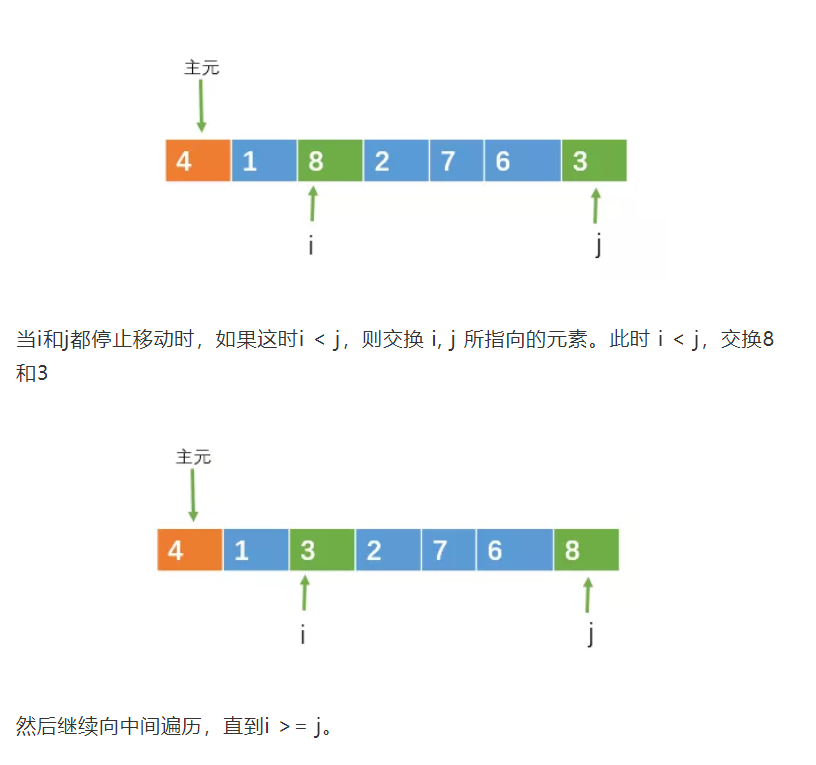 主元
4 1 8 2 7 6 3
i j
当i和j都停止移动时，如果这时i < j，则交换 i, j 所指向的元素。此时 i < j，交换8
和3
主元
4 1 3 2 7 6 8
i j
然后继续向中间遍历，直到i >= j。